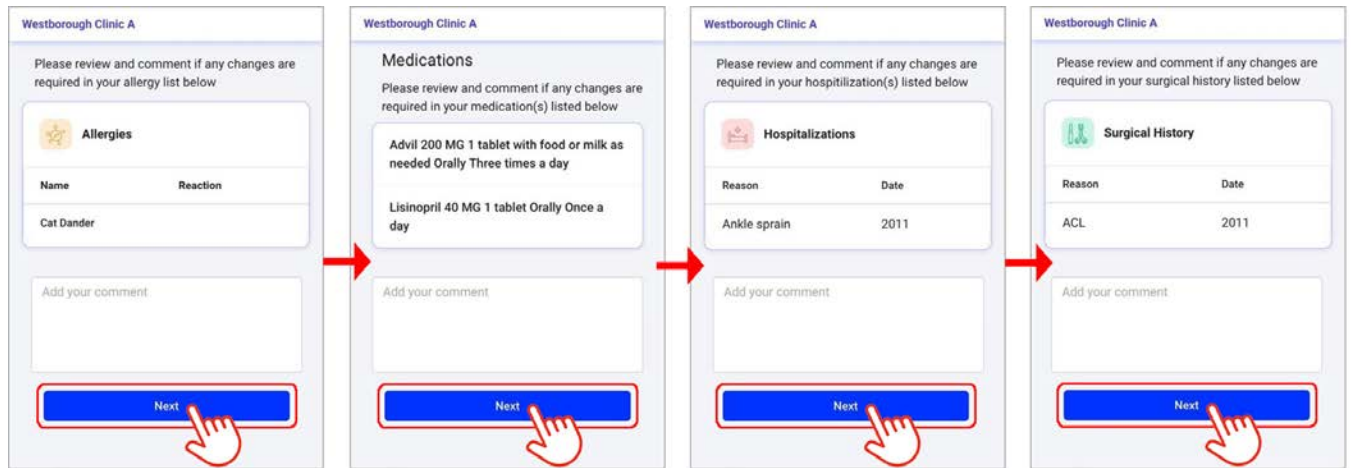 Westborough Clinic A
Please review and comment if any changes are
required in your allergy list below
Allergies
Name Reaction
Cat Dander
Add your comment
Next
Westborough Clinic A
Medications
Please review and comment if any changes are
required in your medication(s) listed below
Advil 200 MG 1 tablet with food or milk as
needed Orally Three times a day
Lisinopril 40 MG 1 tablet Orally Once a
day
Add your comment
Next
Westborough Clinic A
Please review and comment if any changes are
required in your hospitilization(s) listed below
Hospitalizations
Reason Date
Ankle sprain 2011
Add your comment
Next
Westborough Clinic A
Please review and comment if any changes are
required in your surgical history listed below
Surgical History
Reason Date
ACL 2011
Add your comment
Next